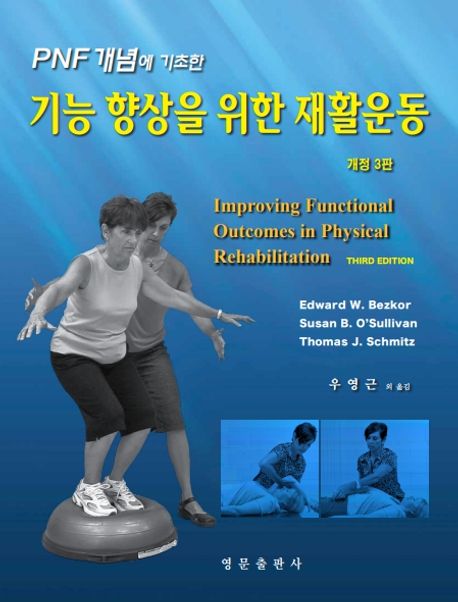 PNF 개념에 기초한
기능 향상을 위한 재활운동
개정 3판
Improving Functional
Outcomes in Physical
Rehabilitation THIRD EDITION
Edward W. Bezkor
Susan B. O'Sullivan
Thomas J. Schmitz
우영근 외 옮김
영문출판사